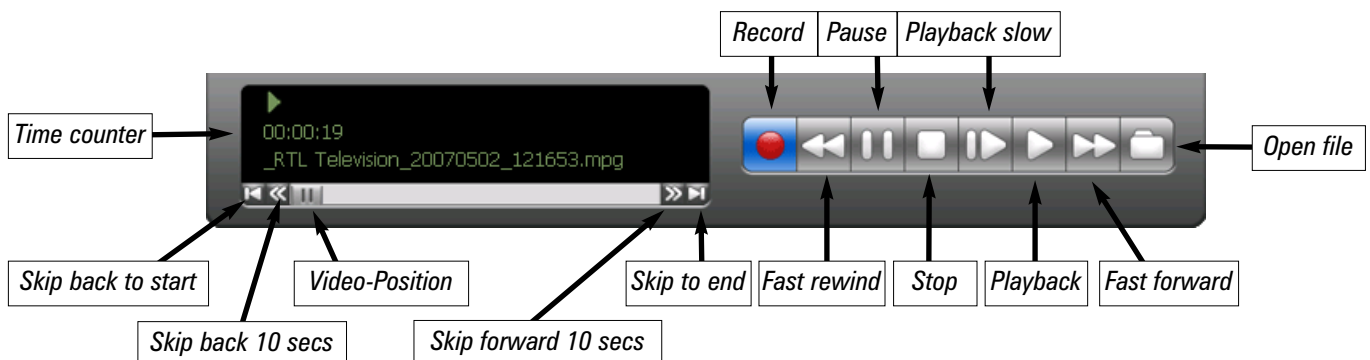 Record Pause Playback slow
Time counter
00:00:19
_RTL Television_20070502_121653.mpg
Open file
Skip back to start Video-Position Skip to end Fast rewind Stop Playback Fast forward
Skip back 10 secs Skip forward 10 secs